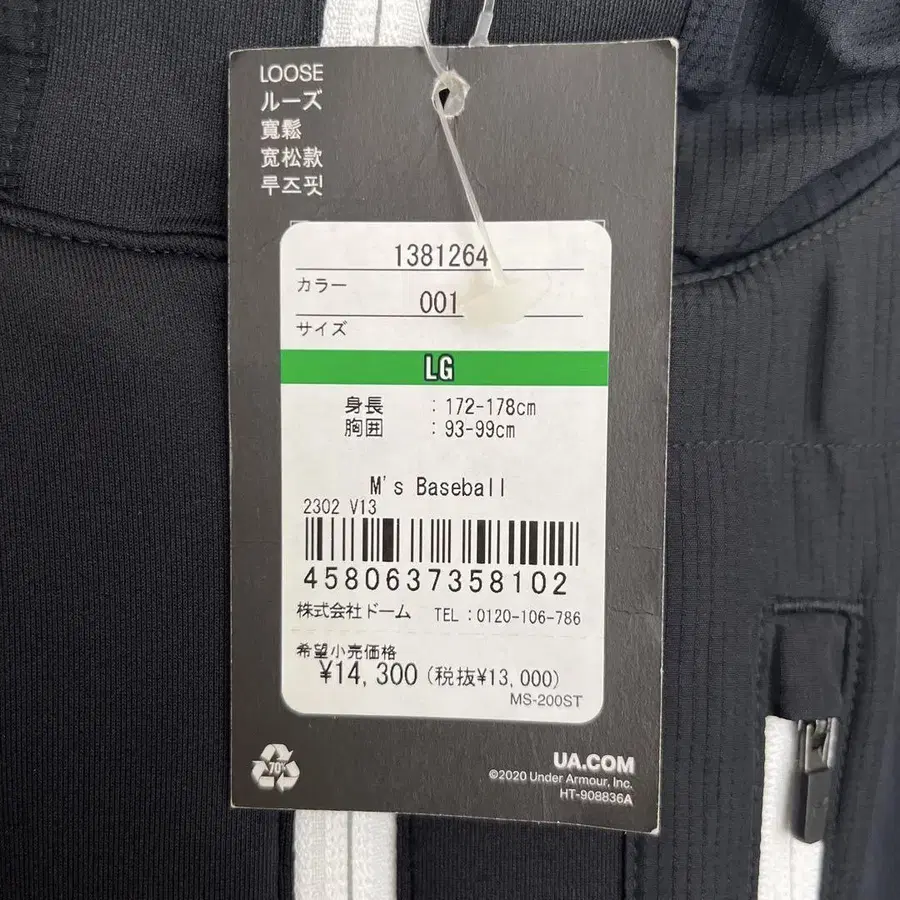 LOOSE
ルーズ
寬鬆
宽松款
루즈핏
1381264
カラー
001
サイズ
LG
身長 : 172-178cm
胸囲 : 93-99cm
M's Baseball
2302 V13
4580637358102
株式会社ドーム TEL:0120-106-786
希望小売価格
¥14,300(税抜¥13,000)
MS-200ST
70%
UA.COM
©2020 Under Armour, Inc.
HT-908836A